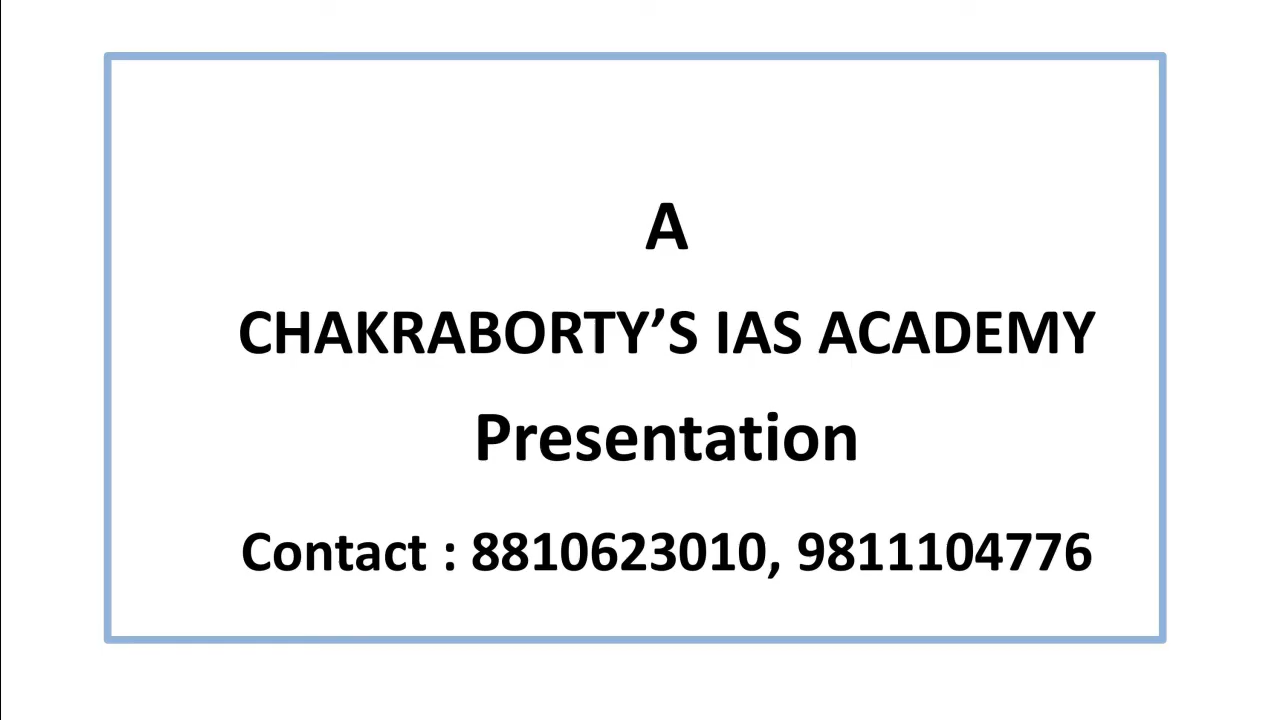 A
CHAKRABORTY’S IAS ACADEMY
Presentation
Contact : 8810623010, 9811104776